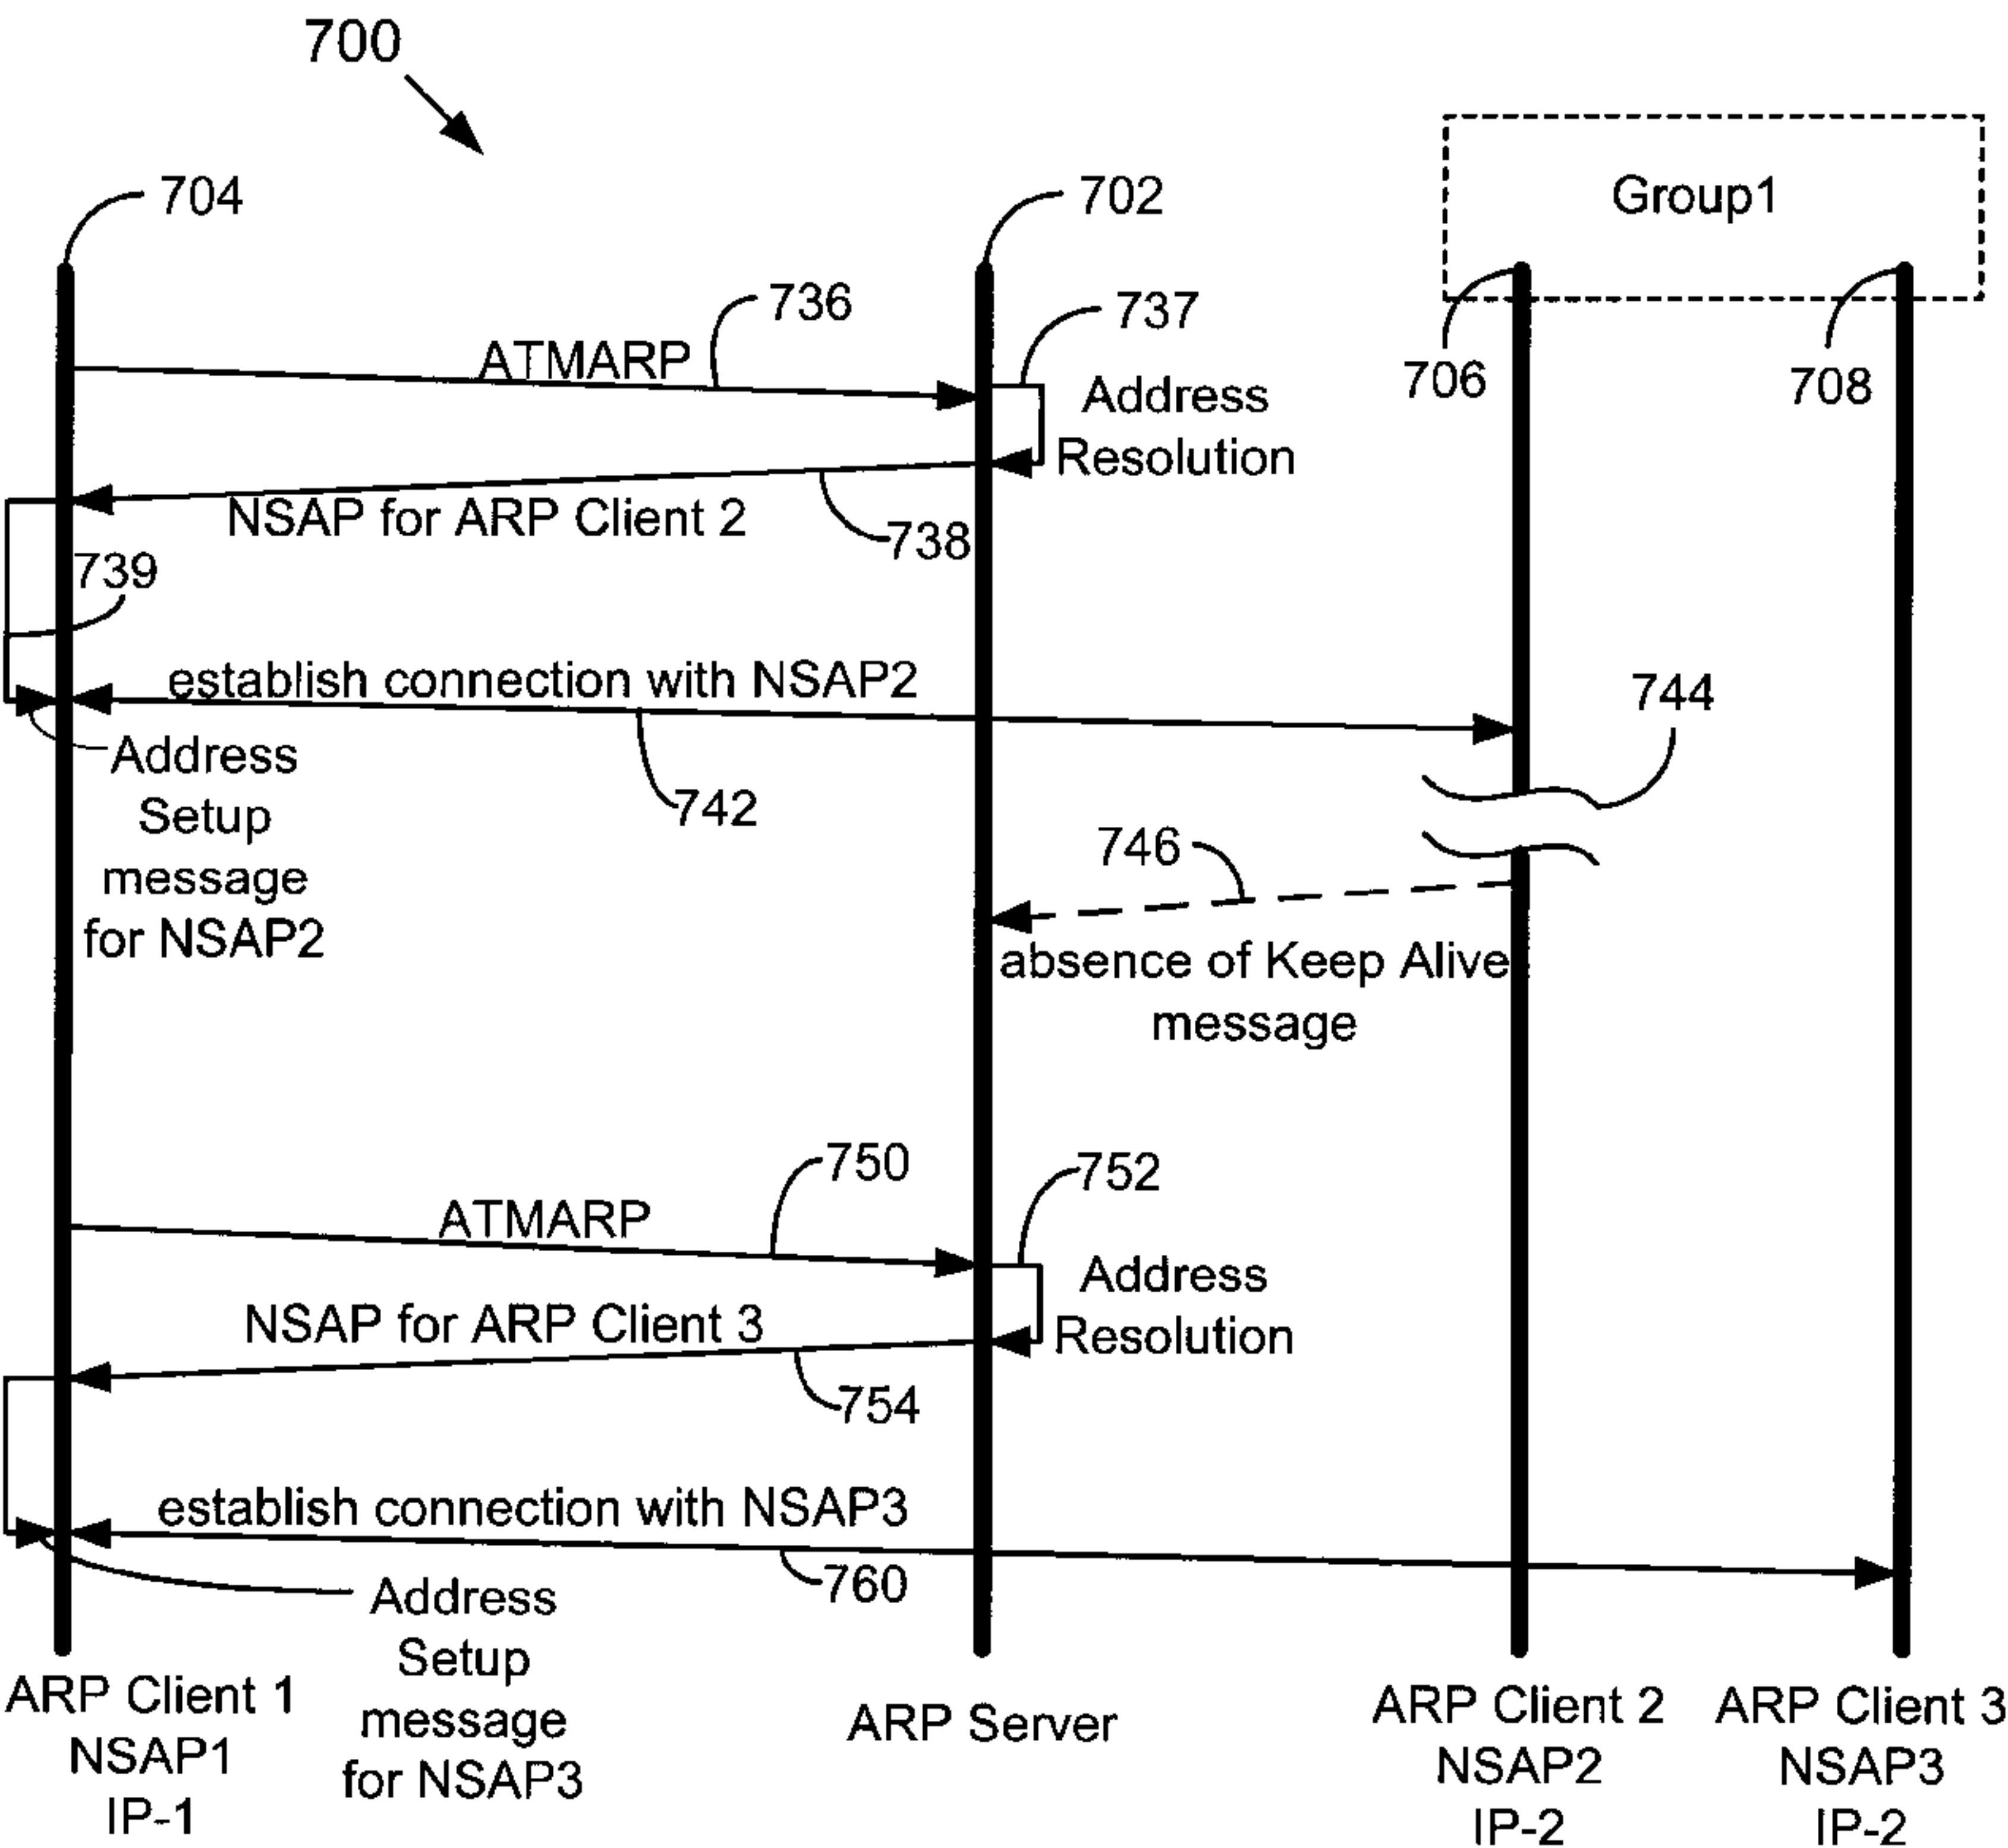 700
704
702
Group1
736
737
ATMARP
706
708
Address
Resolution
NSAP for ARP Client 2
738
739
establish connection with NSAP2
744
Address
Setup
message
for NSAP2
742
746
absence of Keep Alive
message
750
752
ATMARP
Address
Resolution
NSAP for ARP Client 3
754
establish connection with NSAP3
760
Address
Setup
message
for NSAP3
ARP Client 1
NSAP1
IP-1
ARP Server
ARP Client 2
NSAP2
IP-2
ARP Client 3
NSAP3
IP-2